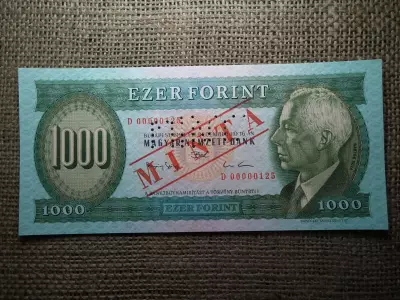 EZER FORINT
D 00000125
MAGYAR NEMZETI BANK
1000
MINTA
D 00000125
1000
EZER FORINT
1000